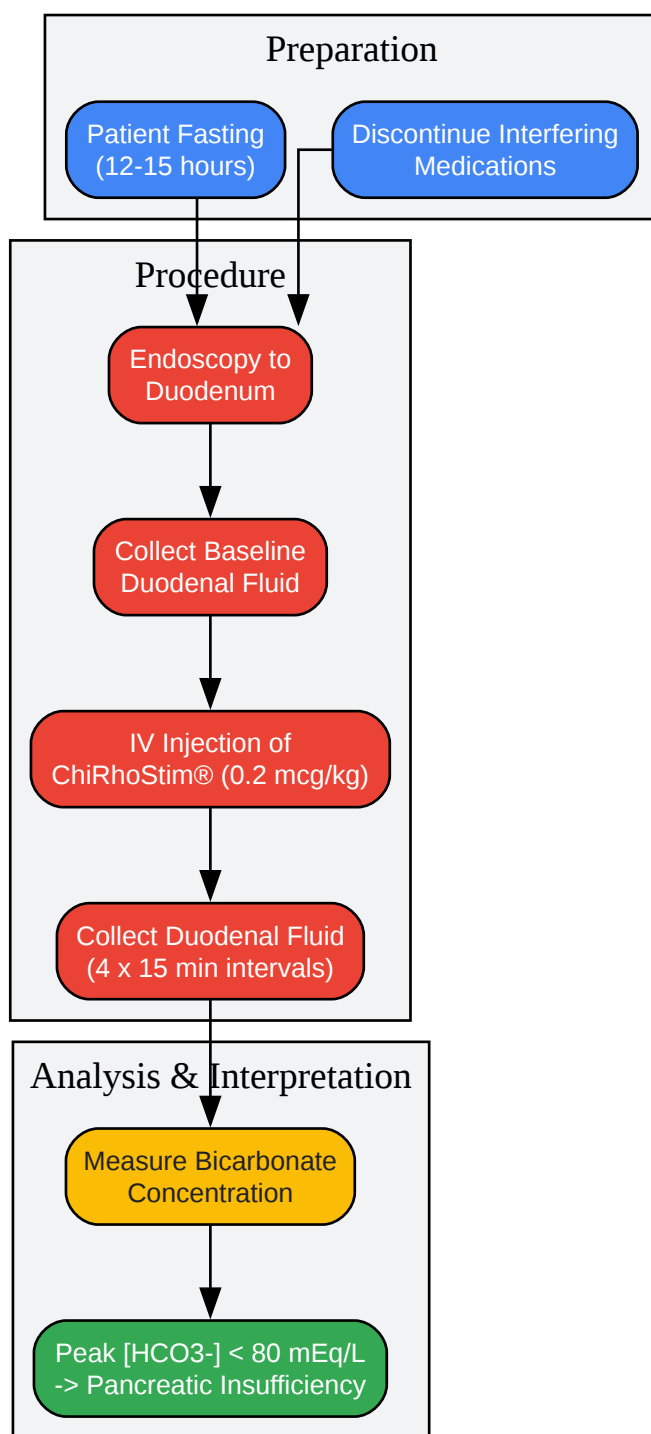 Preparation
Patient Fasting
(12-15 hours)
Discontinue Interfering
Medications
Procedure
Endoscopy to
Duodenum
Collect Baseline
Duodenal Fluid
IV Injection of
ChiRhoStim® (0.2 mcg/kg)
Collect Duodenal Fluid
(4 x 15 min intervals)
Analysis & Interpretation
Measure Bicarbonate
Concentration
Peak [HCO3-] < 80 mEq/L
-> Pancreatic Insufficiency